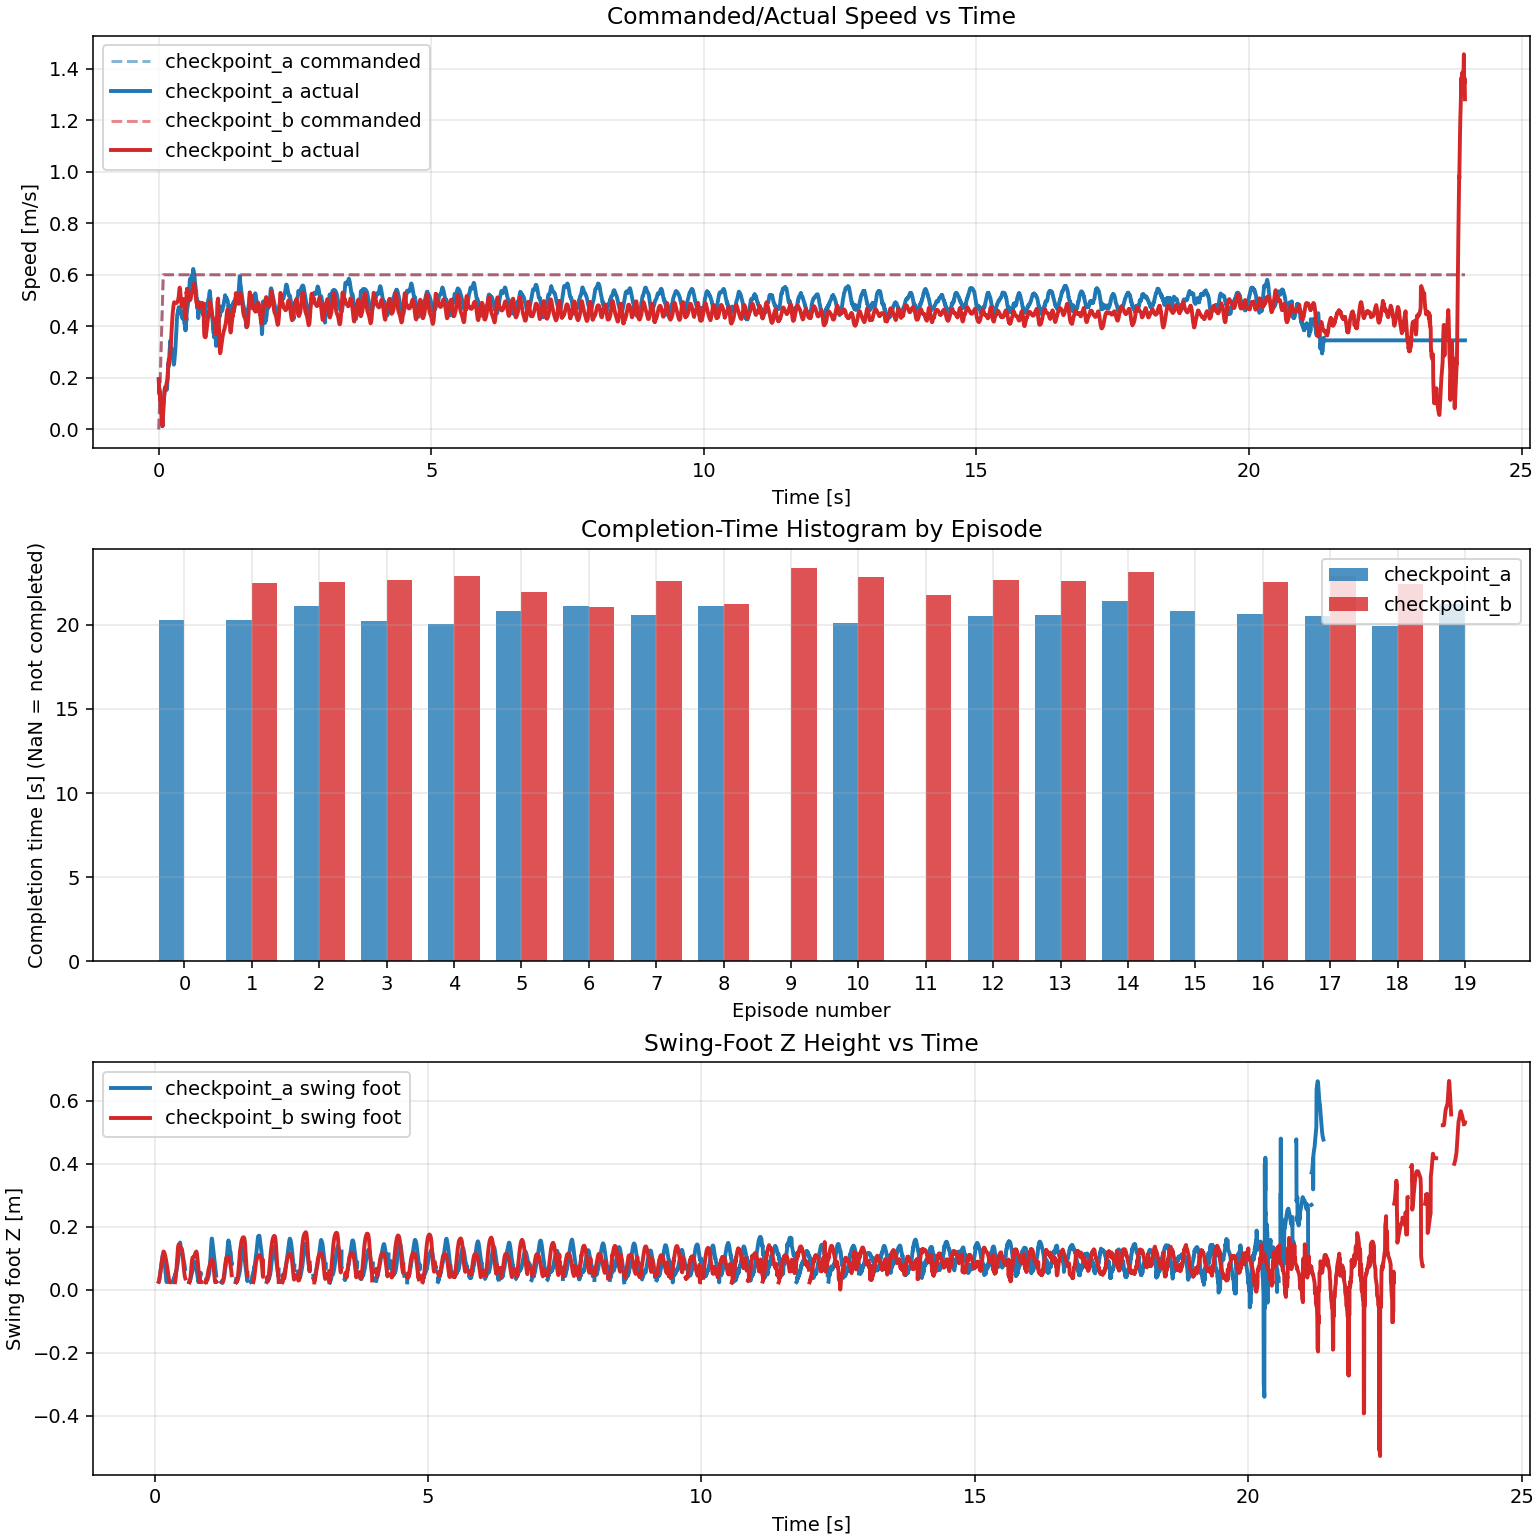 Commanded/Actual Speed vs Time
checkpoint_a commanded
checkpoint_a actual
checkpoint_b commanded
checkpoint_b actual
Speed [m/s]
1.4
1.2
1.0
0.8
0.6
0.4
0.2
0.0
0 5 10 15 20 25
Time [s]
Completion-Time Histogram by Episode
checkpoint_a
checkpoint_b
Completion time [s] (NaN = not completed)
20
15
10
5
0
0 1 2 3 4 5 6 7 8 9 10 11 12 13 14 15 16 17 18 19
Episode number
Swing-Foot Z Height vs Time
checkpoint_a swing foot
checkpoint_b swing foot
Swing foot Z [m]
0.6
0.4
0.2
0.0
−0.2
−0.4
0 5 10 15 20 25
Time [s]